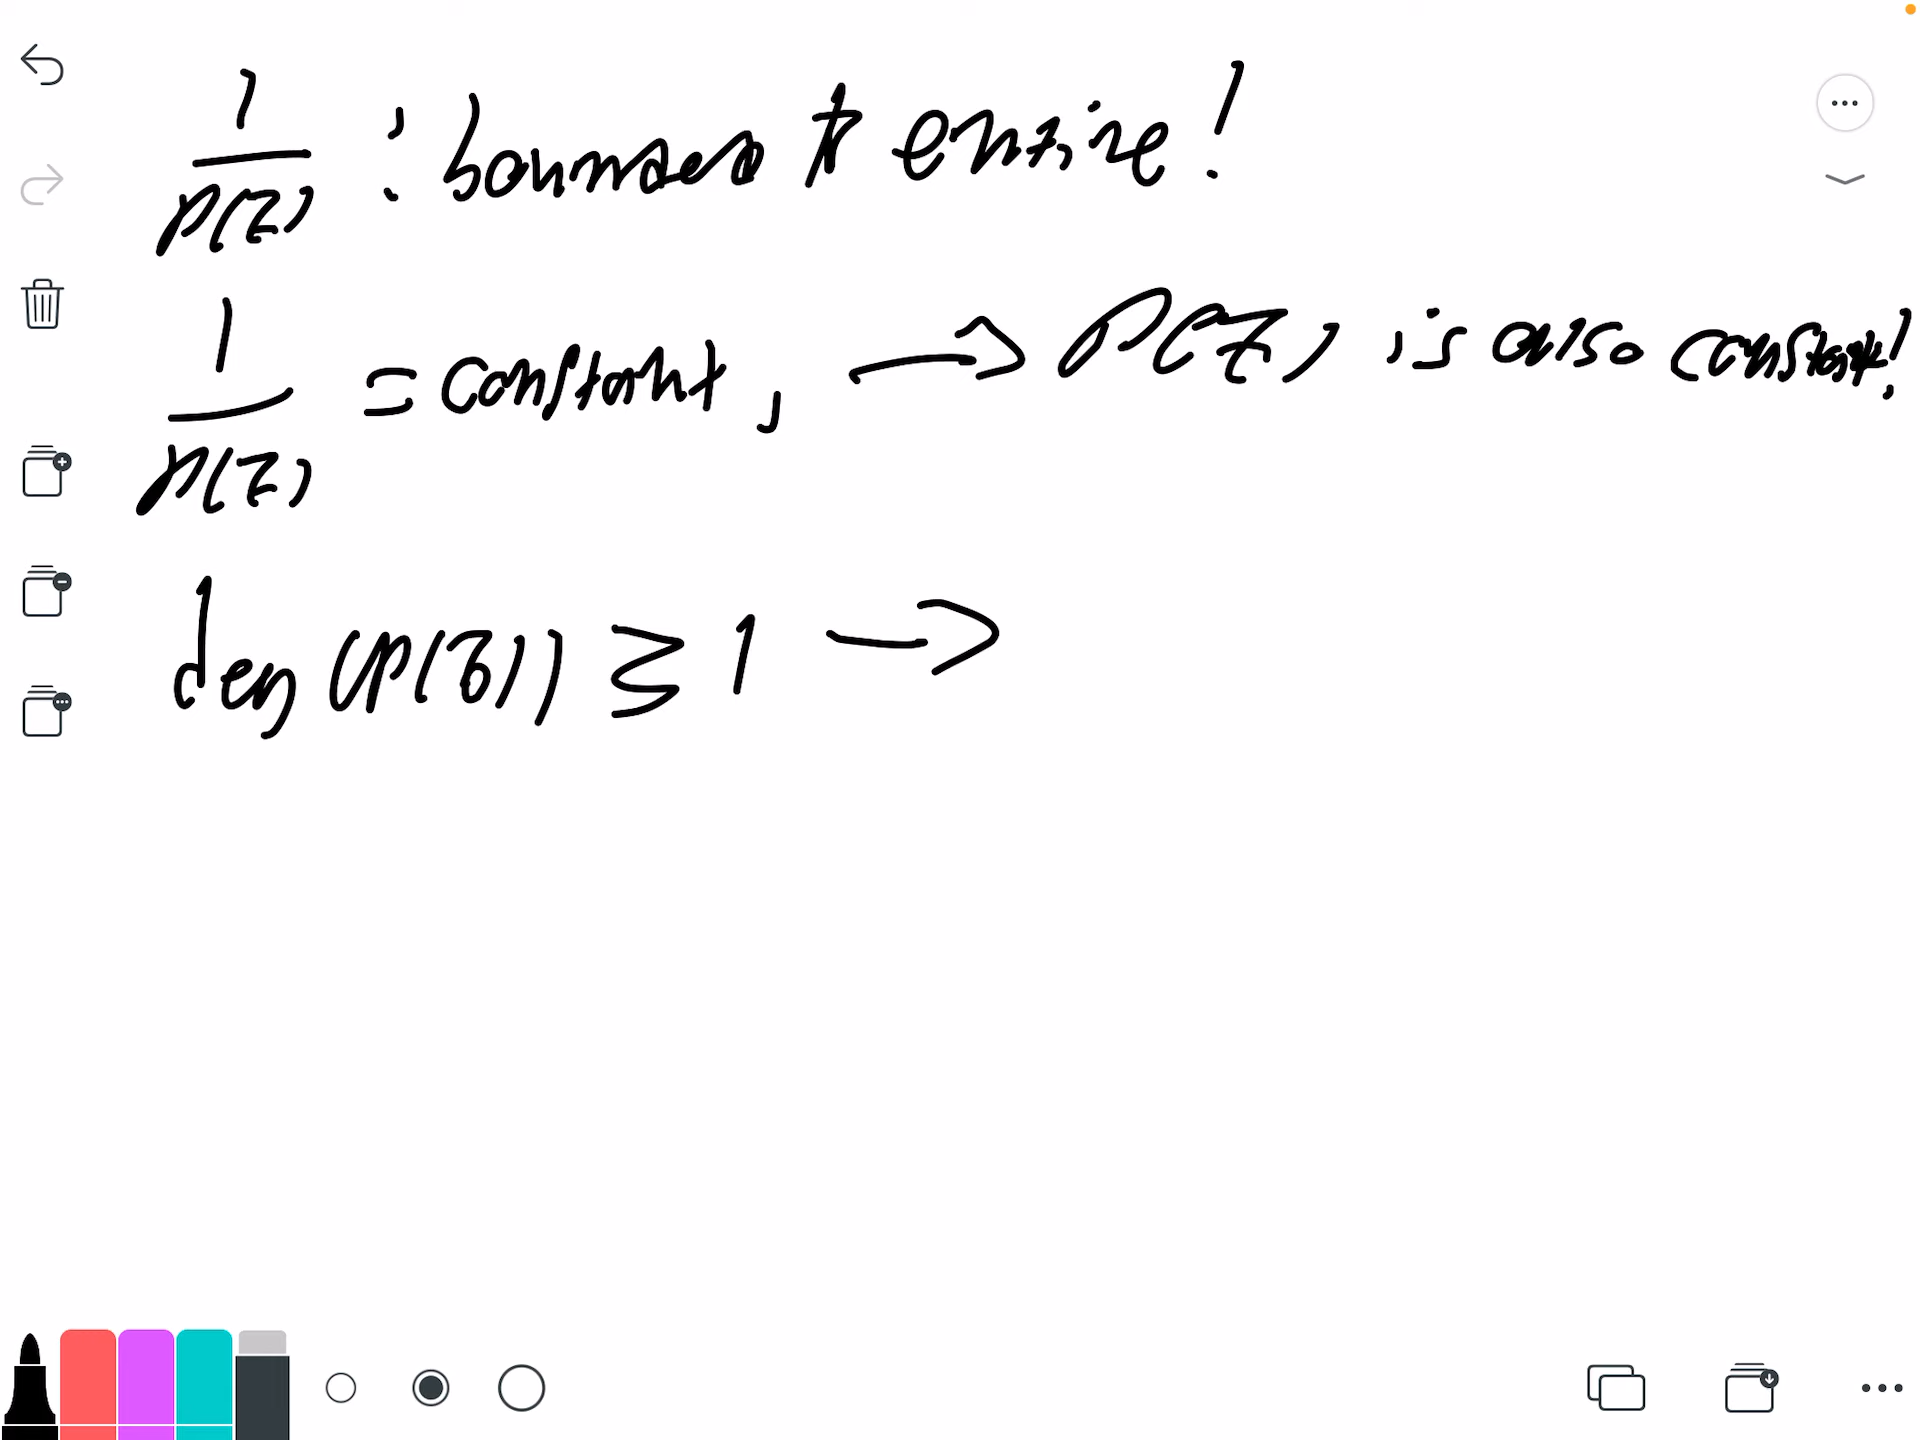 1/p(z) : bounded & entire!
1/p(z) = constant, → P(z) is also constant!
deg (p(z)) ≥ 1 →